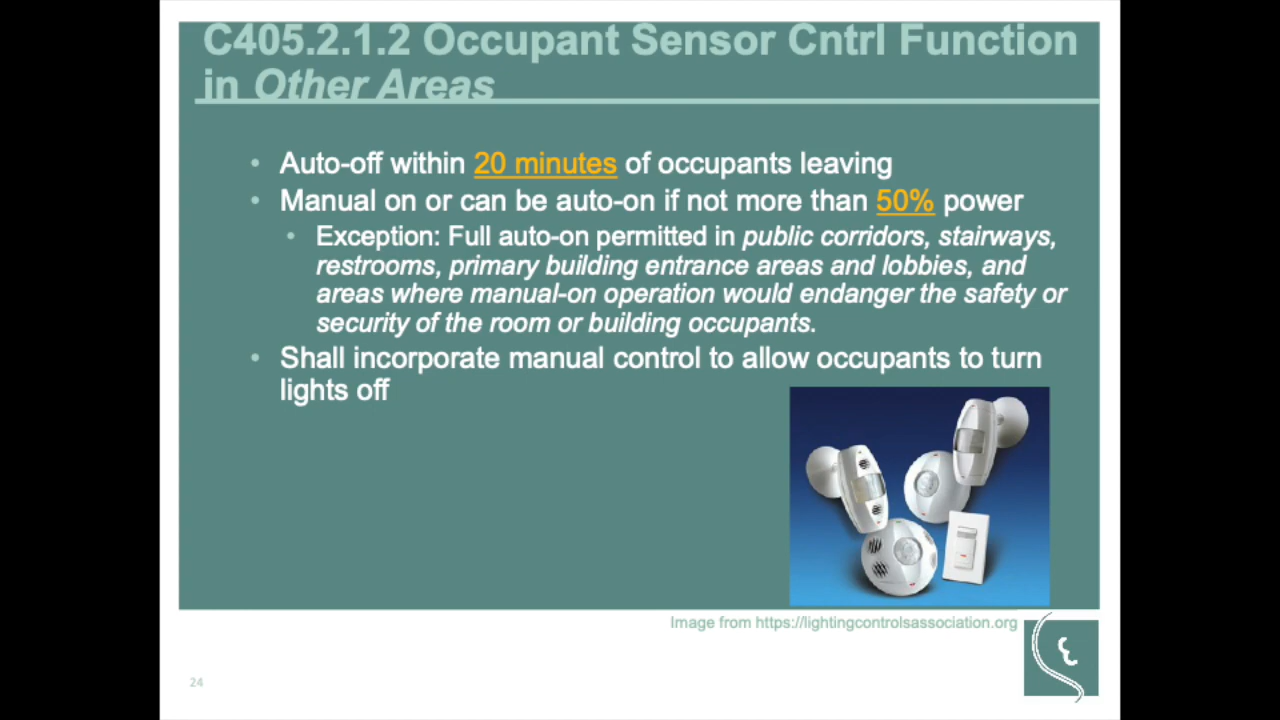 C405.2.1.2 Occupant Sensor Cntrl Function
in Other Areas
• Auto-off within 20 minutes of occupants leaving
• Manual on or can be auto-on if not more than 50% power
• Exception: Full auto-on permitted in public corridors, stairways,
restrooms, primary building entrance areas and lobbies, and
areas where manual-on operation would endanger the safety or
security of the room or building occupants.
• Shall incorporate manual control to allow occupants to turn
lights off
Image from https://lightingcontrolsassociation.org
24